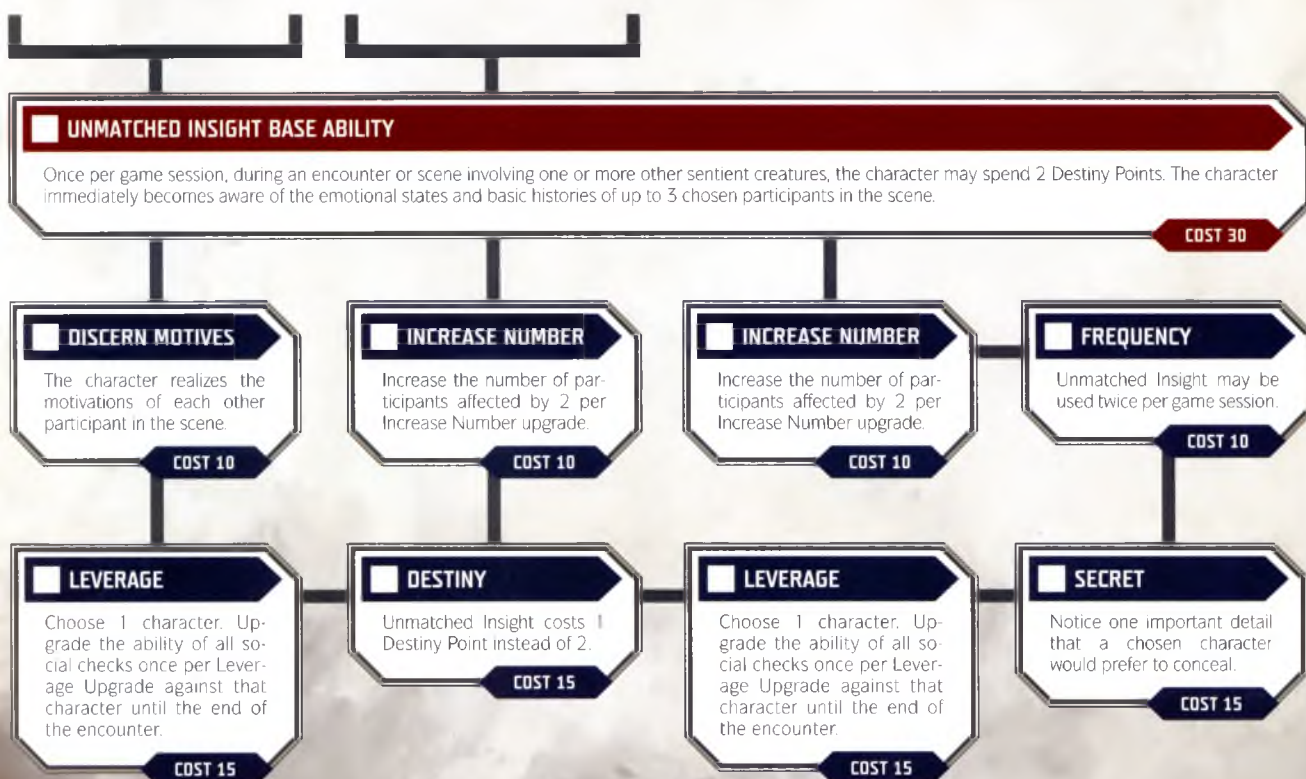 UNMATCHED INSIGHT BASE ABILITY
Once per game session, during an encounter or scene involving one or more other sentient creatures, the character may spend 2 Destiny Points. The character
immediately becomes aware of the emotional states and basic histories of up to 3 chosen participants in the scene.
COST 30
DISCERN MOTIVES
The character realizes the
motivations of each other
participant in the scene.
COST 10
INCREASE NUMBER
Increase the number of par-
ticipants affected by 2 per
Increase Number upgrade.
COST 10
INCREASE NUMBER
Increase the number of par-
ticipants affected by 2 per
Increase Number upgrade.
COST 10
FREQUENCY
Unmatched Insight may be
used twice per game session.
COST 10
LEVERAGE
Choose 1 character. Up-
grade the ability of all so-
cial checks once per Lever-
age Upgrade against that
character until the end of
the encounter.
COST 15
DESTINY
Unmatched Insight costs 1
Destiny Point instead of 2.
COST 15
LEVERAGE
Choose 1 character. Up-
grade the ability of all so-
cial checks once per Lever-
age Upgrade against that
character until the end of
the encounter.
COST 15
SECRET
Notice one important detail
that a chosen character
would prefer to conceal.
COST 15